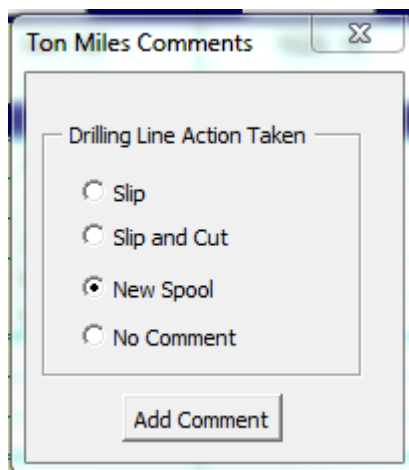 Ton Miles Comments
Drilling Line Action Taken
Slip
Slip and Cut
New Spool
No Comment
Add Comment